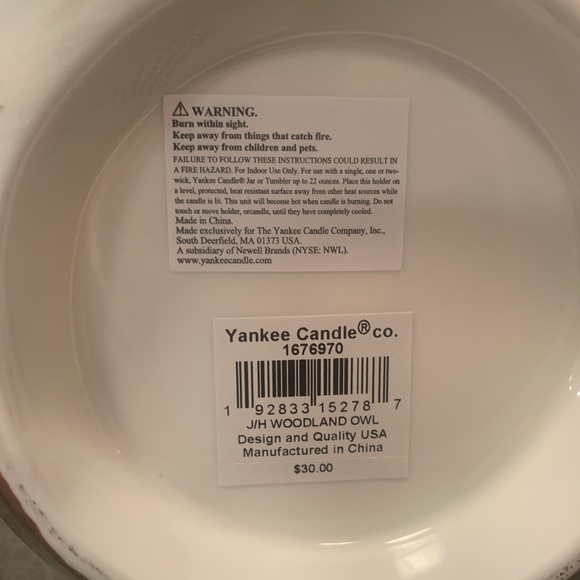 ⚠ WARNING.
Burn within sight.
Keep away from things that catch fire.
Keep away from children and pets.
FAILURE TO FOLLOW THESE INSTRUCTIONS COULD RESULT IN
A FIRE HAZARD. For Indoor Use Only. For use with a single, one or two-
wick, Yankee Candle® Jar or Tumbler up to 22 ounces. Place this holder on
a level, protected, heat resistant surface away from other heat sources while
the candle is lit. This unit will become hot when candle is burning. Do not
touch or move holder, orcandle, until they have completely cooled.
Made in China.
Made exclusively for The Yankee Candle Company, Inc.,
South Deerfield, MA 01373 USA.
A subsidiary of Newell Brands (NYSE: NWL).
www.yankeecandle.com
Yankee Candle® co.
1676970
1 92833 15278 7
J/H WOODLAND OWL
Design and Quality USA
Manufactured in China
$30.00